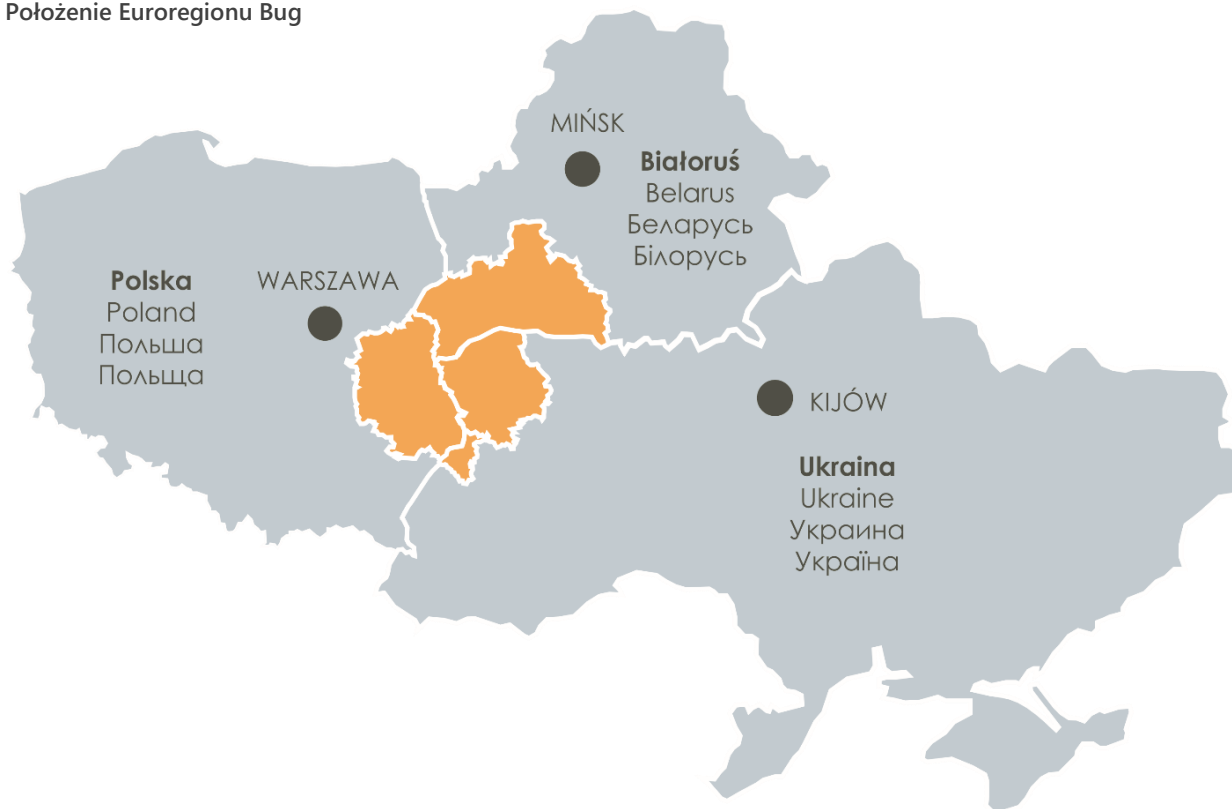 Położenie Euroregionu Bug
MIŃSK
Białoruś
Belarus
Беларусь
Білорусь
Polska
Poland
Польша
Польща
WARSZAWA
KIJÓW
Ukraina
Ukraine
Украина
Україна